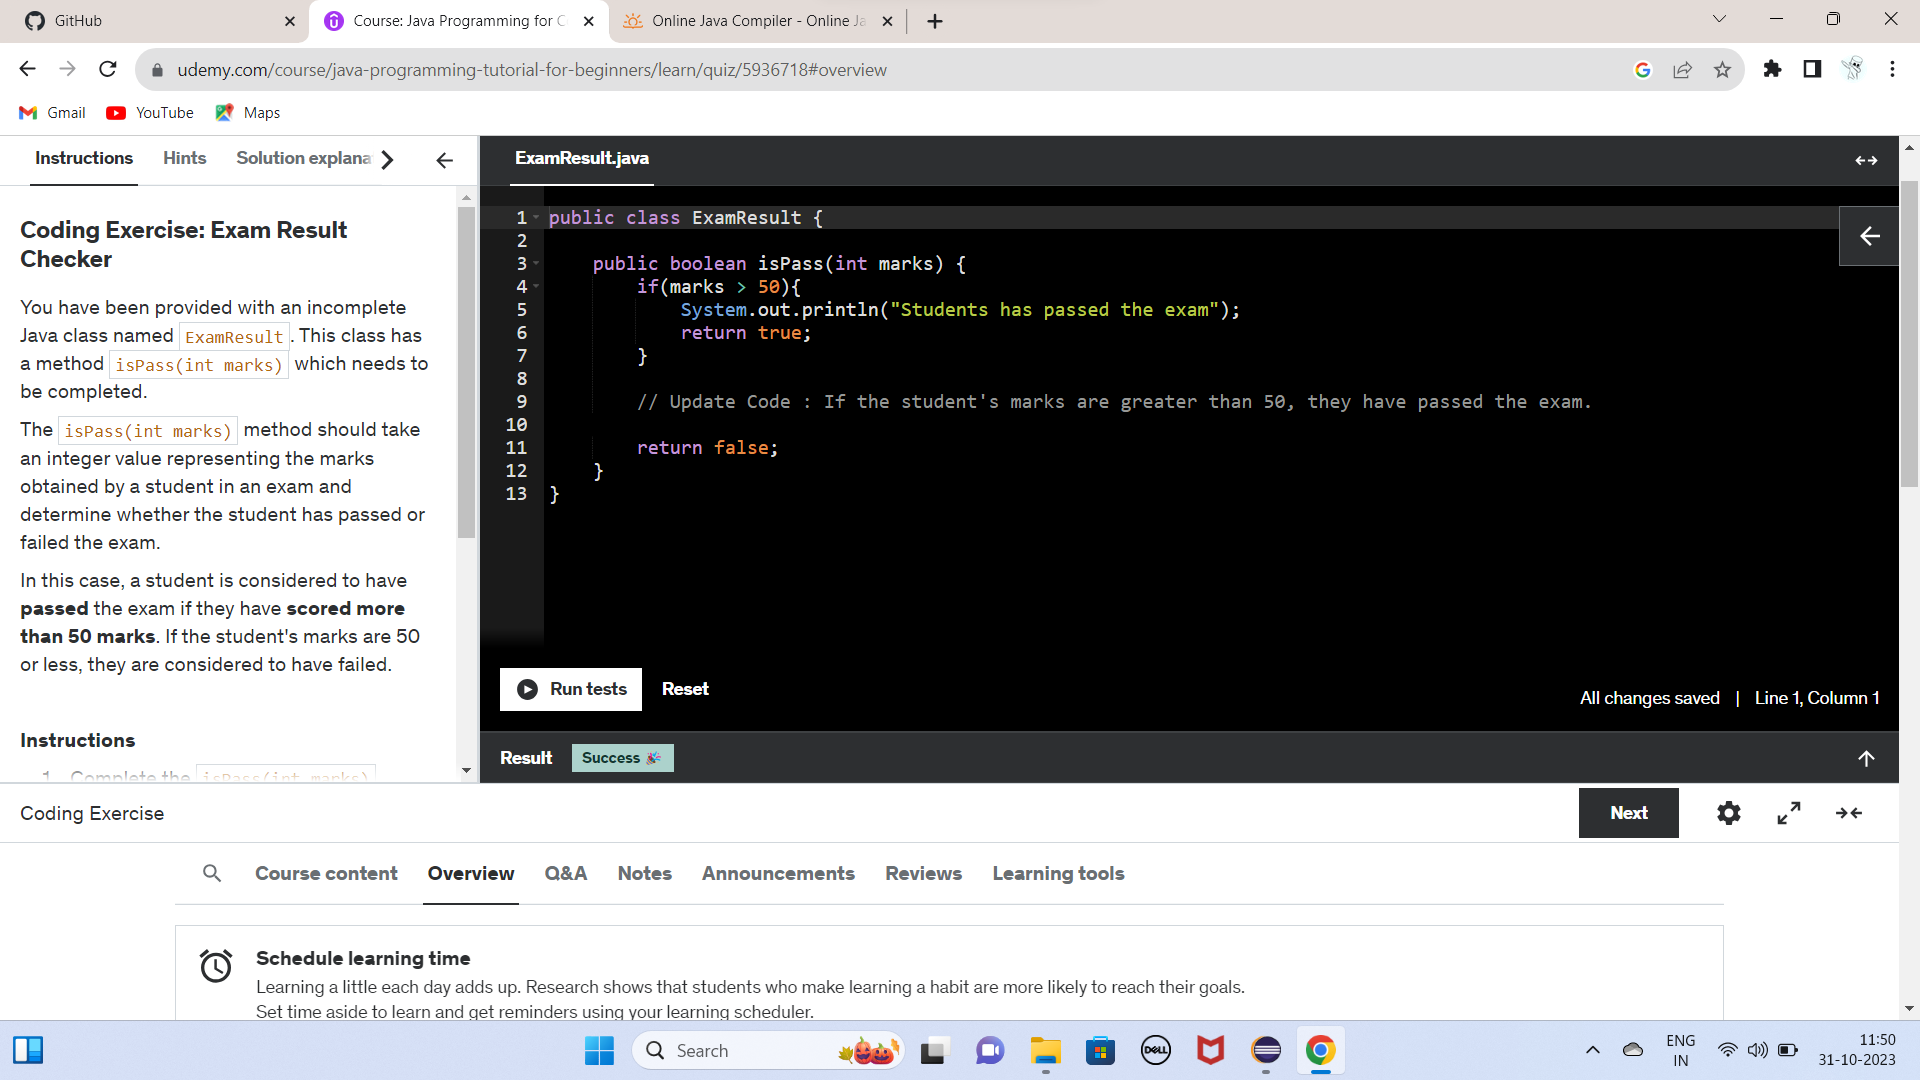 GitHub
Course: Java Programming for C
Online Java Compiler - Online Ja
udemy.com/course/java-programming-tutorial-for-beginners/learn/quiz/5936718#overview
Gmail
YouTube
Maps
Instructions
Hints
Solution explana
ExamResult.java
Coding Exercise: Exam Result
Checker
You have been provided with an incomplete
Java class named ExamResult. This class has
a method isPass(int marks) which needs to
be completed.
The isPass(int marks) method should take
an integer value representing the marks
obtained by a student in an exam and
determine whether the student has passed or
failed the exam.
In this case, a student is considered to have
passed the exam if they have scored more
than 50 marks. If the student's marks are 50
or less, they are considered to have failed.
Instructions
1. Complete the isPass(int marks)
1 public class ExamResult {
2
3 public boolean isPass(int marks) {
4 if(marks > 50){
5 System.out.println("Students has passed the exam");
6 return true;
7 }
8
9 // Update Code : If the student's marks are greater than 50, they have passed the exam.
10
11 return false;
12 }
13 }
Run tests
Reset
All changes saved | Line 1, Column 1
Result
Success
Coding Exercise
Next
Course content
Overview
Q&A
Notes
Announcements
Reviews
Learning tools
Schedule learning time
Learning a little each day adds up. Research shows that students who make learning a habit are more likely to reach their goals.
Set time aside to learn and get reminders using your learning scheduler.
Search
DELL
ENG
IN
11:50
31-10-2023